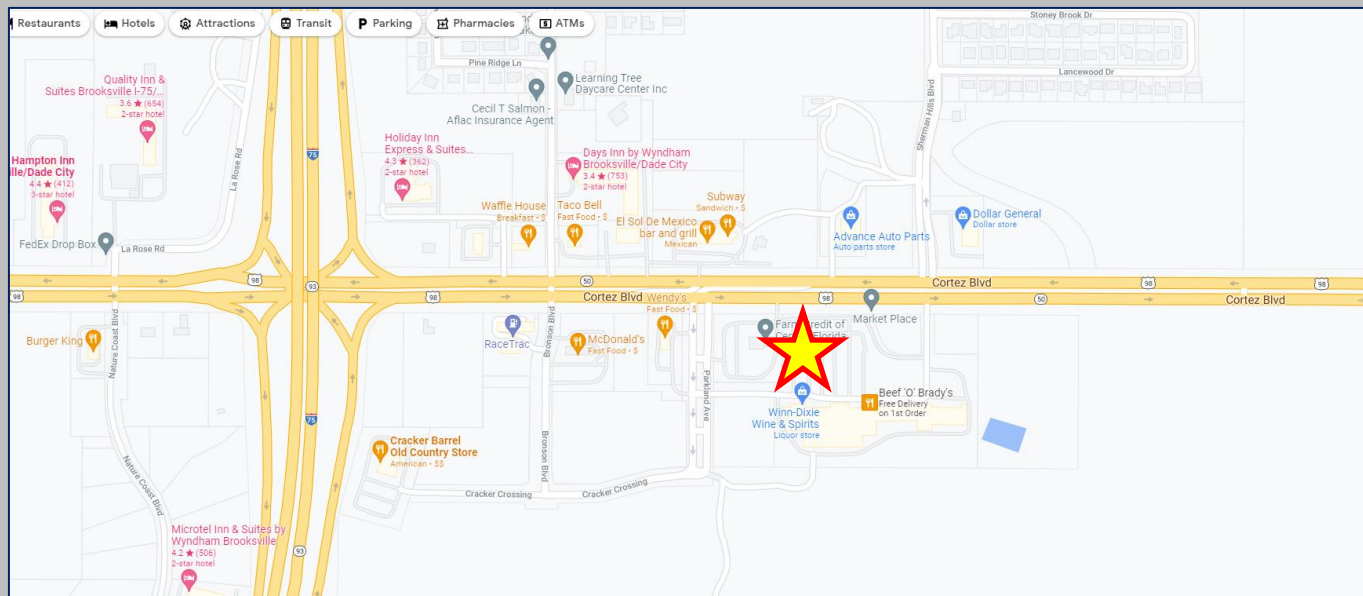 Restaurants
Hotels
Attractions
Transit
P Parking
Pharmacies
ATMs
Stoney Brook Dr
Pine Ridge Ln
Lancewood Dr
Quality Inn &
Suites Brooksville I-75/...
3.6 ★ (654)
2-star hotel
Learning Tree
Daycare Center Inc
Cecil T Salmon -
Aflac Insurance Agent
Sherman Hills Blvd
La Rose Rd
75
Holiday Inn
Express & Suites...
4.3 ★ (362)
2-star hotel
Days Inn by Wyndham
Brooksville/Dade City
3.4 ★ (753)
2-star hotel
Hampton Inn
ille/Dade City
4.4 ★ (412)
3-star hotel
Waffle House
Breakfast • $
Taco Bell
Fast Food • $
Subway
Sandwich • $
El Sol De Mexico
bar and grill
Mexican
Advance Auto Parts
Auto parts store
Dollar General
Dollar store
FedEx Drop Box
La Rose Rd
98
93
50
Cortez Blvd
98
98
98
98
Cortez Blvd
98
50
Cortez Blvd
Wendy's
Fast Food • $
Market Place
Farm Credit of
Central Florida
Burger King
Nature Coast Blvd
RaceTrac
Bronson Blvd
McDonald's
Fast Food • $
Parkland Ave
Winn-Dixie
Wine & Spirits
Liquor store
Beef 'O' Brady's
Free Delivery
on 1st Order
75
Cracker Barrel
Old Country Store
American • $$
Bronson Blvd
Nature Coast Blvd
Cracker Crossing
Cracker Crossing
Microtel Inn & Suites by
Wyndham Brooksville
4.2 ★ (506)
2-star hotel
93